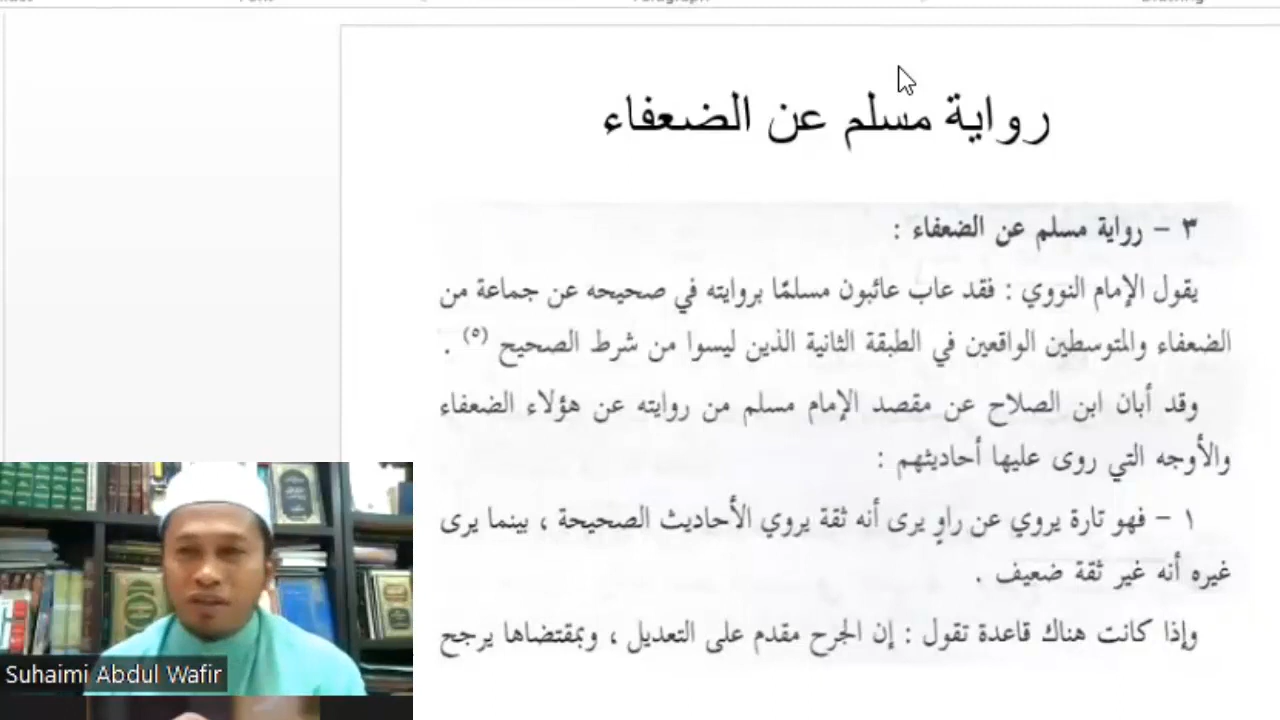 رواية مسلم عن الضعفاء
٣ – رواية مسلم عن الضعفاء :
يقول الإمام النووي : فقد عاب عائبون مسلمًا بروايته في صحيحه عن جماعة من
الضعفاء والمتوسطين الواقعين في الطبقة الثانية الذين ليسوا من شرط الصحيح (٥) .
وقد أبان ابن الصلاح عن مقصد الإمام مسلم من روايته عن هؤلاء الضعفاء
والأوجه التي روى عليها أحاديثهم :
١ – فهو تارة يروي عن راوٍ يرى أنه ثقة يروي الأحاديث الصحيحة ، بينما يرى
غيره أنه غير ثقة ضعيف .
وإذا كانت هناك قاعدة تقول : إن الجرح مقدم على التعديل ، وبمقتضاها يرجح
Suhaimi Abdul Wafir